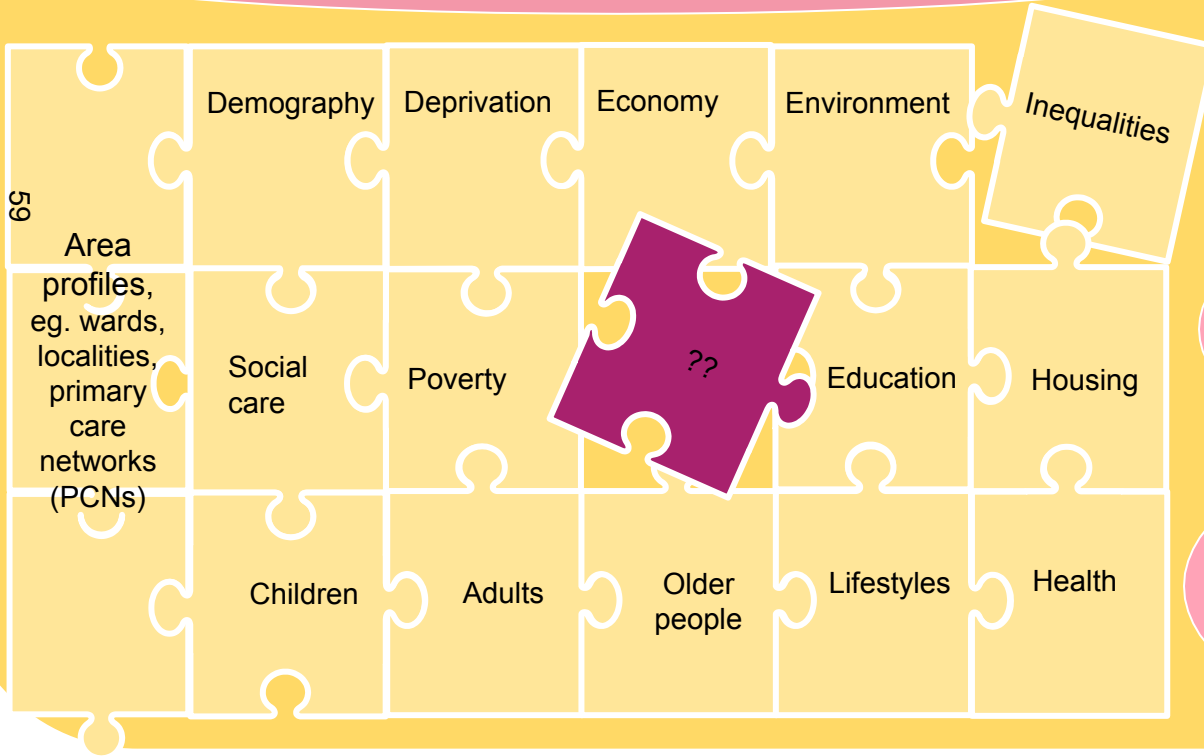 Demography
Deprivation
Economy
Environment
Inequalities
59
Area
profiles,
eg. wards,
localities,
primary
care
networks
(PCNs)
Social
care
Poverty
??
Education
Housing
Children
Adults
Older
people
Lifestyles
Health